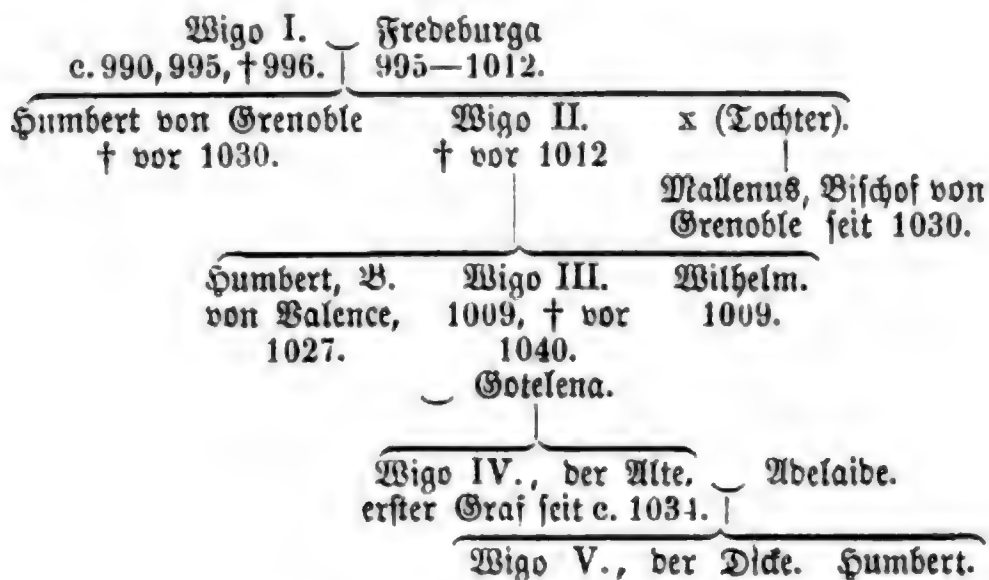 Wigo I. Fredeburga
c. 990, 995, † 996. 995—1012.
Humbert von Grenoble Wigo II. x (Tochter).
† vor 1030. † vor 1012
Mallenus, Bischof von
Grenoble seit 1030.
Humbert, B. Wigo III. Wilhelm.
von Valence, 1009, † vor 1009.
1027. 1040.
Gotelena.
Wigo IV., der Alte. Adelaide.
erster Graf seit c. 1034.
Wigo V., der Dicke. Humbert.